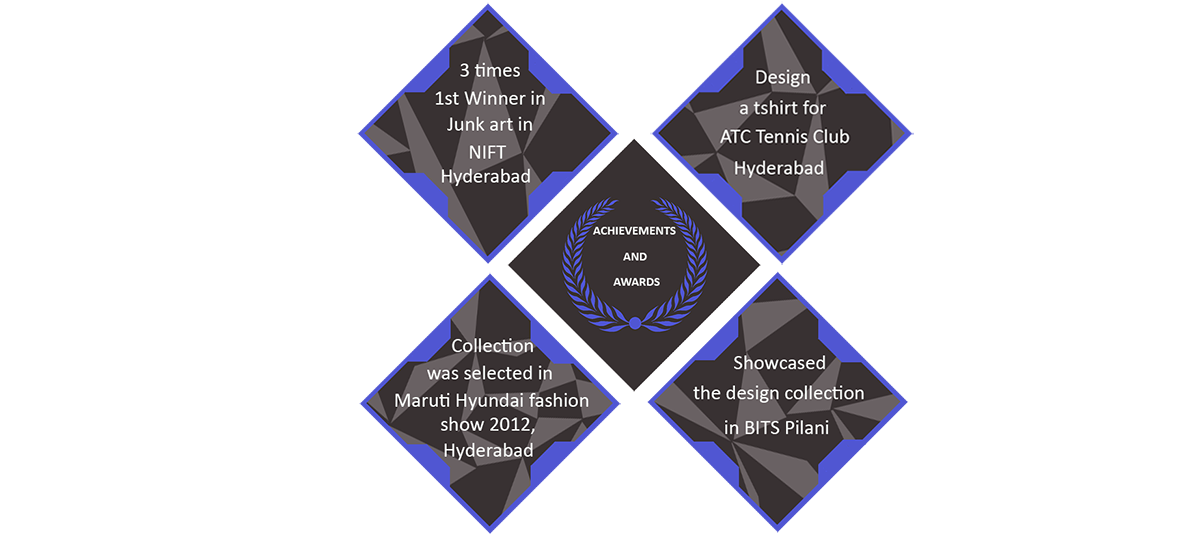 3 times
1st Winner in
Junk art in
NIFT
Hyderabad
Design
a tshirt for
ATC Tennis Club
Hyderabad
ACHIEVEMENTS
AND
AWARDS
Collection
was selected in
Maruti Hyundai fashion
show 2012,
Hyderabad
Showcased
the design collection
in BITS Pilani